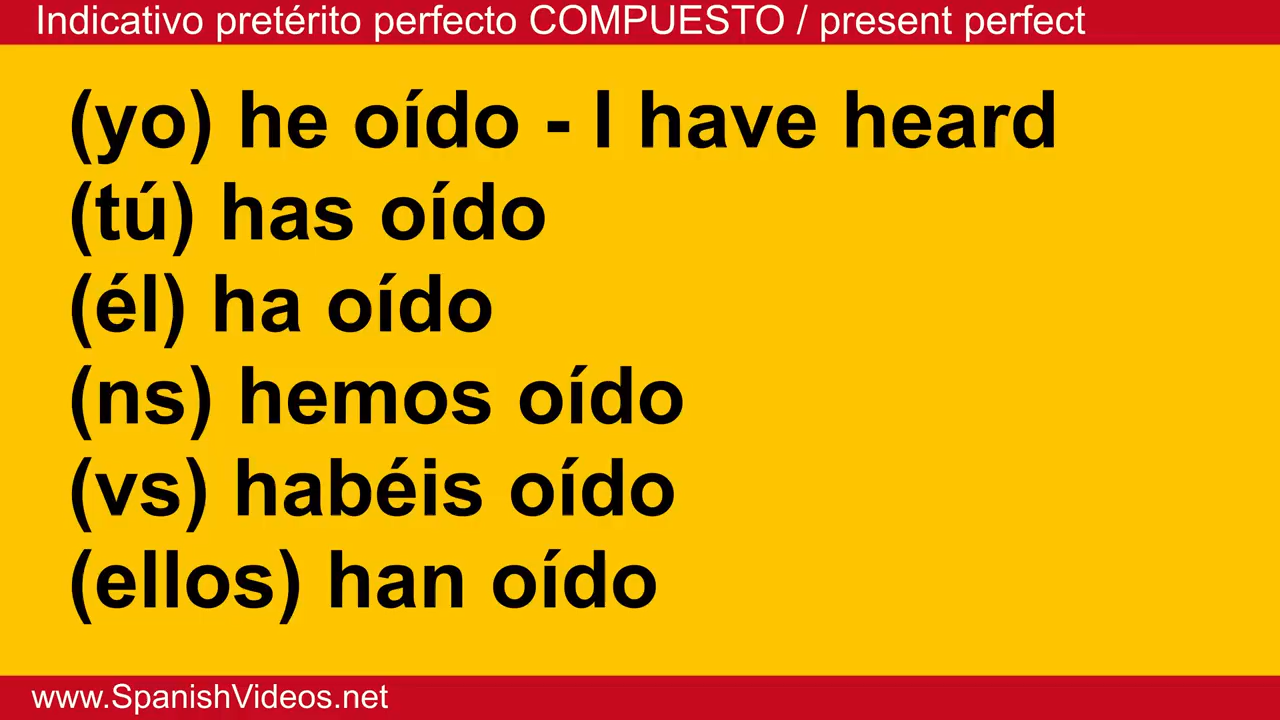 Indicativo pretérito perfecto COMPUESTO / present perfect
(yo) he oído - I have heard
(tú) has oído
(él) ha oído
(ns) hemos oído
(vs) habéis oído
(ellos) han oído
www.SpanishVideos.net